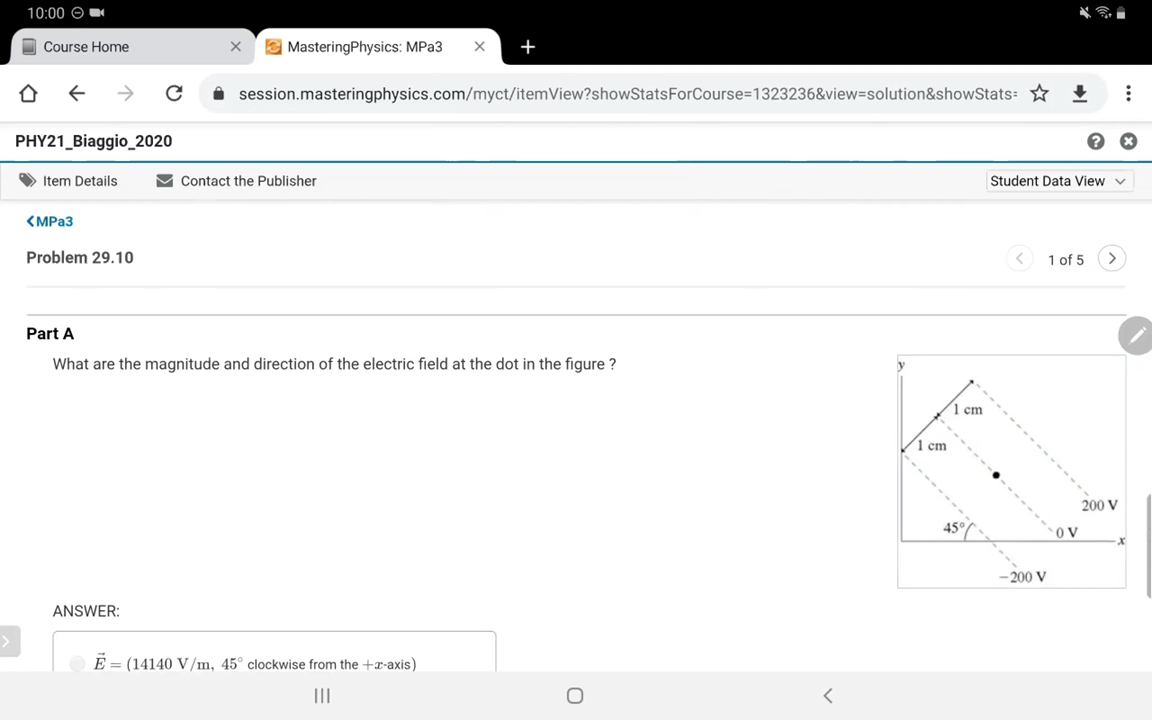 10:00
Course Home
MasteringPhysics: MPa3
session.masteringphysics.com/myct/itemView?showStatsForCourse=1323236&view=solution&showStats=
PHY21_Biaggio_2020
Item Details
Contact the Publisher
Student Data View
MPa3
Problem 29.10
1 of 5
Part A
What are the magnitude and direction of the electric field at the dot in the figure ?
y
1 cm
1 cm
200 V
45°
0 V
x
−200 V
ANSWER:
E⃗ = (14140 V/m, 45° clockwise from the +x-axis)